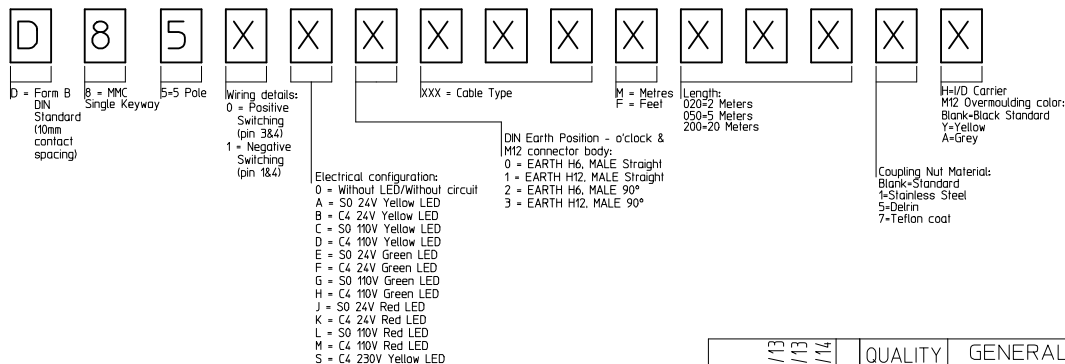 D 8 5 X X X X X X X X X X X X
D = Form B
DIN
Standard
(10mm
contact
spacing)
8 = MMC
Single Keyway
5=5 Pole
Wiring details:
0 = Positive
Switching
(pin 3&4)
1 = Negative
Switching
(pin 1&4)
Electrical configuration:
0 = Without LED/Without circuit
A = S0 24V Yellow LED
B = C4 24V Yellow LED
C = S0 110V Yellow LED
D = C4 110V Yellow LED
E = S0 24V Green LED
F = C4 24V Green LED
G = S0 110V Green LED
H = C4 110V Green LED
J = S0 24V Red LED
K = C4 24V Red LED
L = S0 110V Red LED
M = C4 110V Red LED
S = C4 230V Yellow LED
DIN Earth Position - o'clock &
M12 connector body:
0 = EARTH H6, MALE Straight
1 = EARTH H12, MALE Straight
2 = EARTH H6, MALE 90°
3 = EARTH H12, MALE 90°
XXX = Cable Type
M = Metres
F = Feet
Length:
020=2 Meters
050=5 Meters
200=20 Meters
Coupling Nut Material:
Blank=Standard
1=Stainless Steel
5=Delrin
7=Teflon coat
H=I/D Carrier
M12 Overmoulding color:
Blank=Black Standard
Y=Yellow
A=Grey
/13
/13
/14
QUALITY
GENERAL